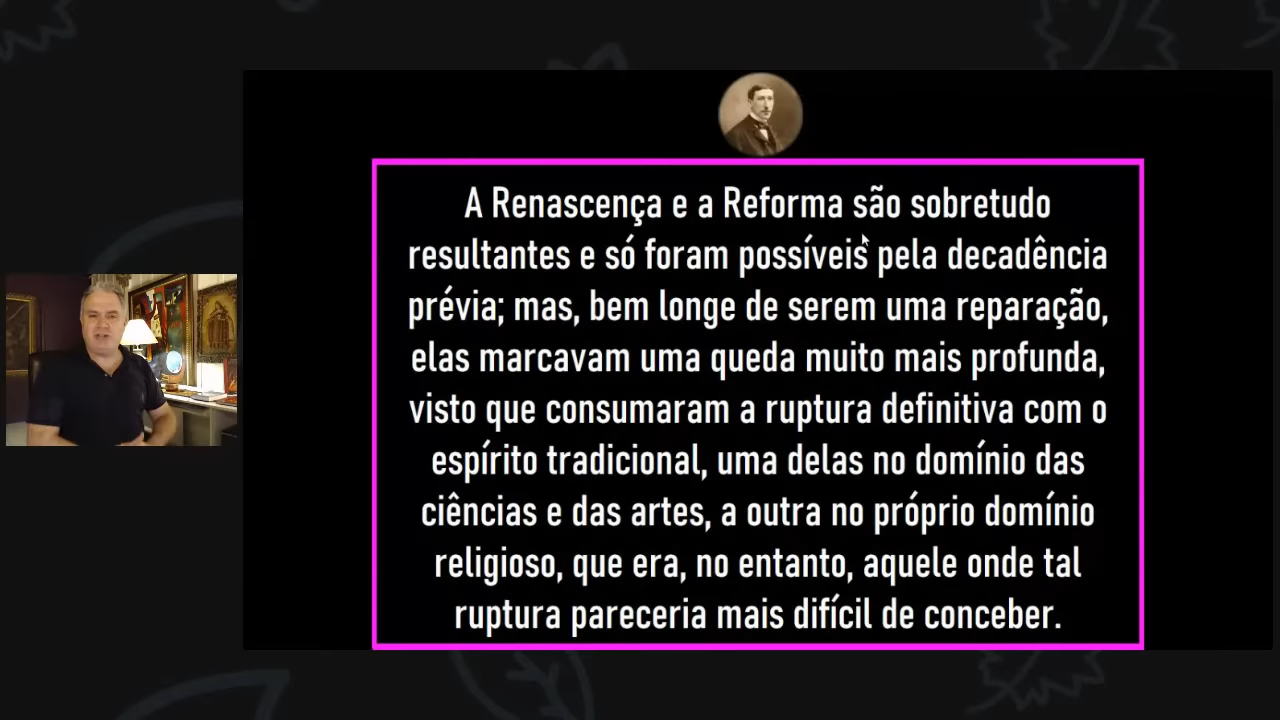 A Renascença e a Reforma são sobretudo
resultantes e só foram possíveis pela decadência
prévia; mas, bem longe de serem uma reparação,
elas marcavam uma queda muito mais profunda,
visto que consumaram a ruptura definitiva com o
espírito tradicional, uma delas no domínio das
ciências e das artes, a outra no próprio domínio
religioso, que era, no entanto, aquele onde tal
ruptura pareceria mais difícil de conceber.